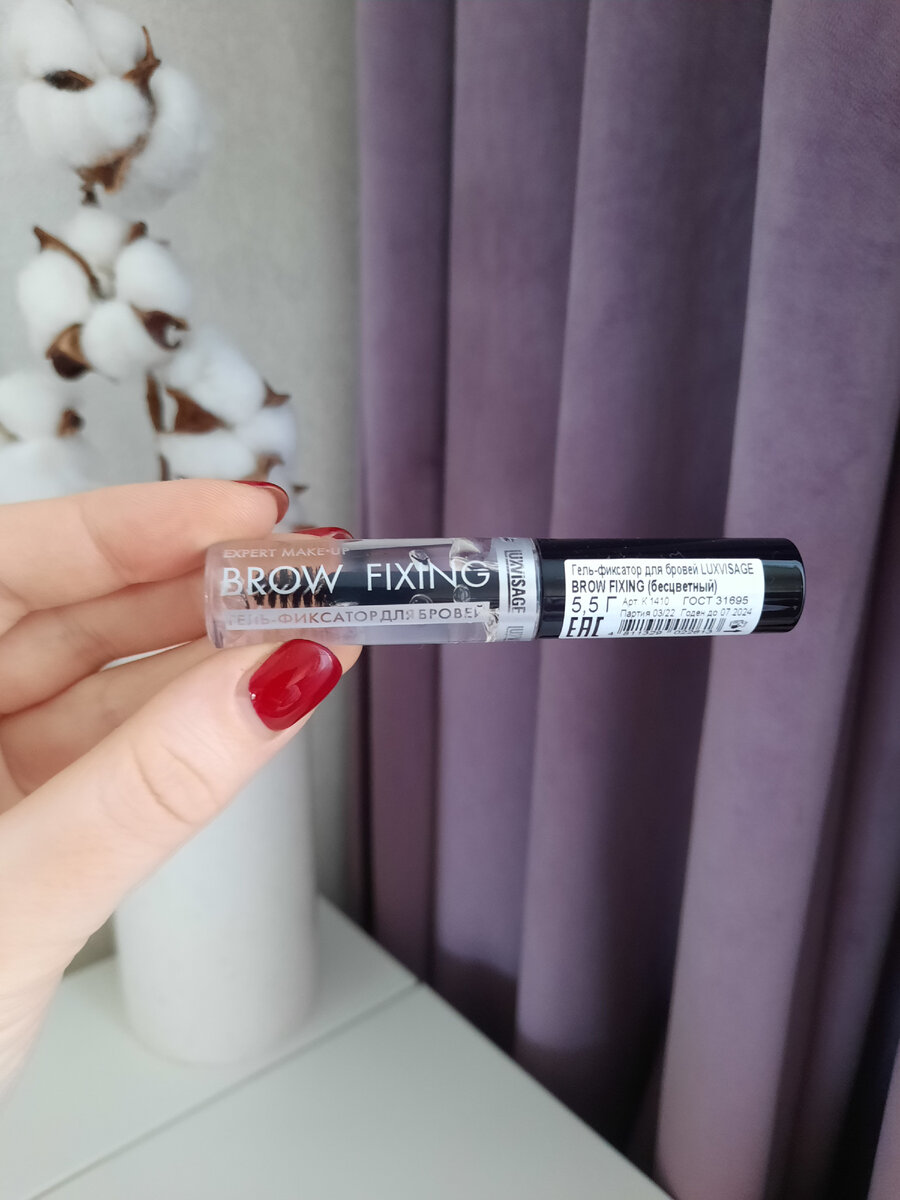 EXPERT MAKE-UP
BROW FIXING
ГЕЛЬ-ФИКСАТОР ДЛЯ БРОВЕЙ
LUXVISAGE
Гель-фиксатор для бровей LUXVISAGE
BROW FIXING (бесцветный)
5,5 Г Арт. К 1410 ГОСТ 31695
Партия 03/22 Годен до 07.2024
EAC